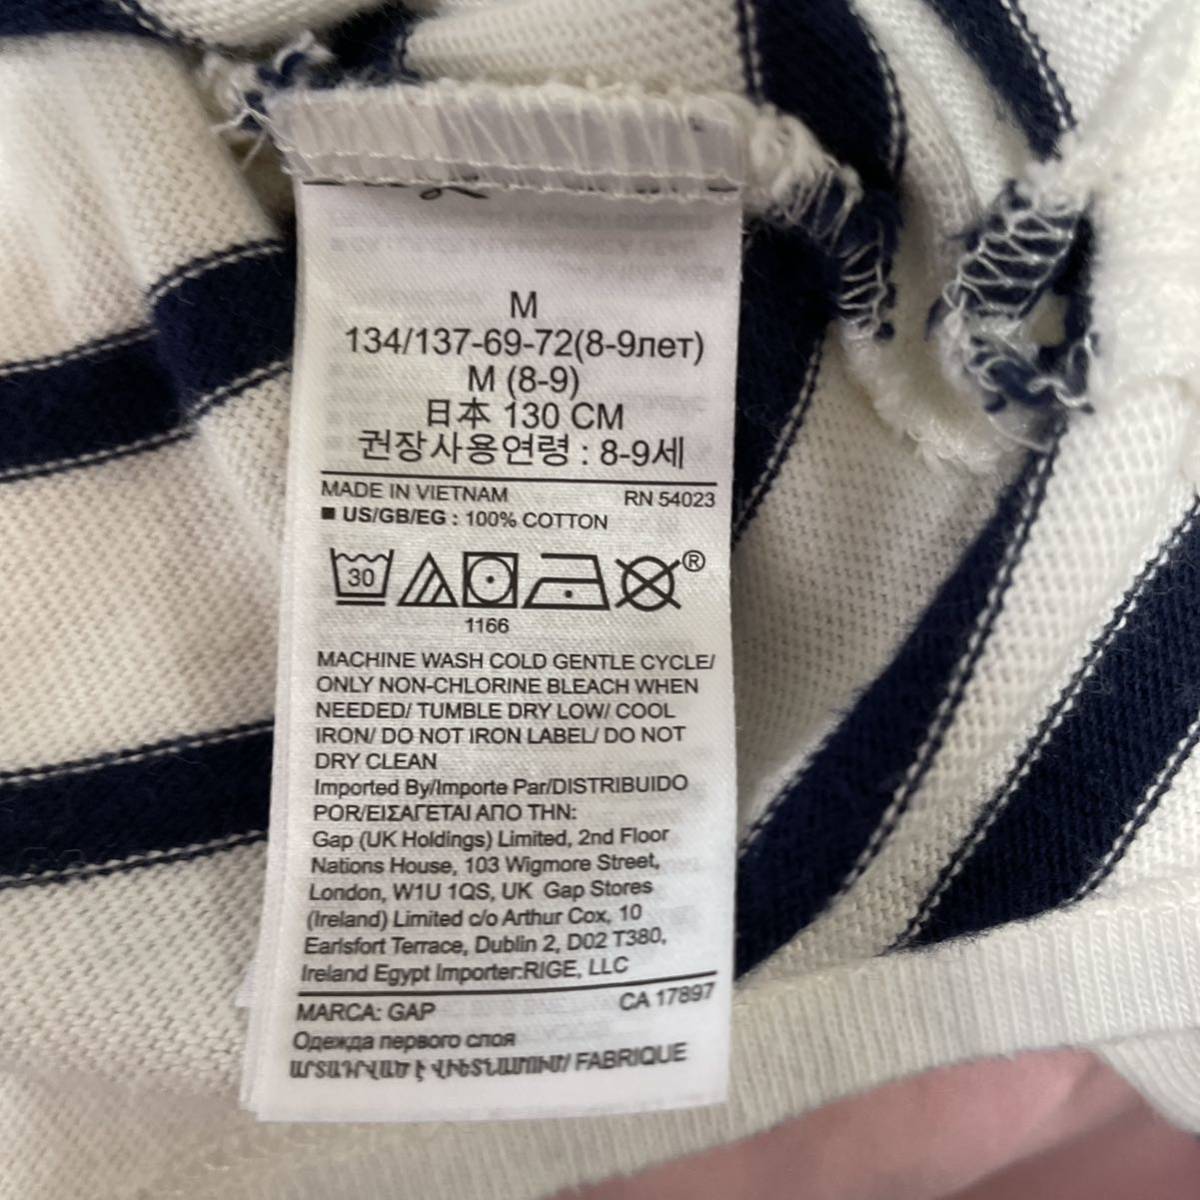 M
134/137-69-72(8-9лет)
M (8-9)
日本 130 CM
권장사용연령 : 8-9세
MADE IN VIETNAM RN 54023
■ US/GB/EG : 100% COTTON
30
®
1166
MACHINE WASH COLD GENTLE CYCLE/
ONLY NON-CHLORINE BLEACH WHEN
NEEDED/ TUMBLE DRY LOW/ COOL
IRON/ DO NOT IRON LABEL/ DO NOT
DRY CLEAN
Imported By/Importe Par/DISTRIBUIDO
POR/ΕΙΣΑΓΕΤΑΙ ΑΠΟ ΤΗΝ:
Gap (UK Holdings) Limited, 2nd Floor
Nations House, 103 Wigmore Street,
London, W1U 1QS, UK Gap Stores
(Ireland) Limited c/o Arthur Cox, 10
Earlsfort Terrace, Dublin 2, D02 T380,
Ireland Egypt Importer:RIGE, LLC
MARCA: GAP CA 17897
Одежда первого слоя
ԱՐՏԱԴՐՎԱԾ Է ՎԻԵՏՆԱՄՈՒՄ/ FABRIQUE